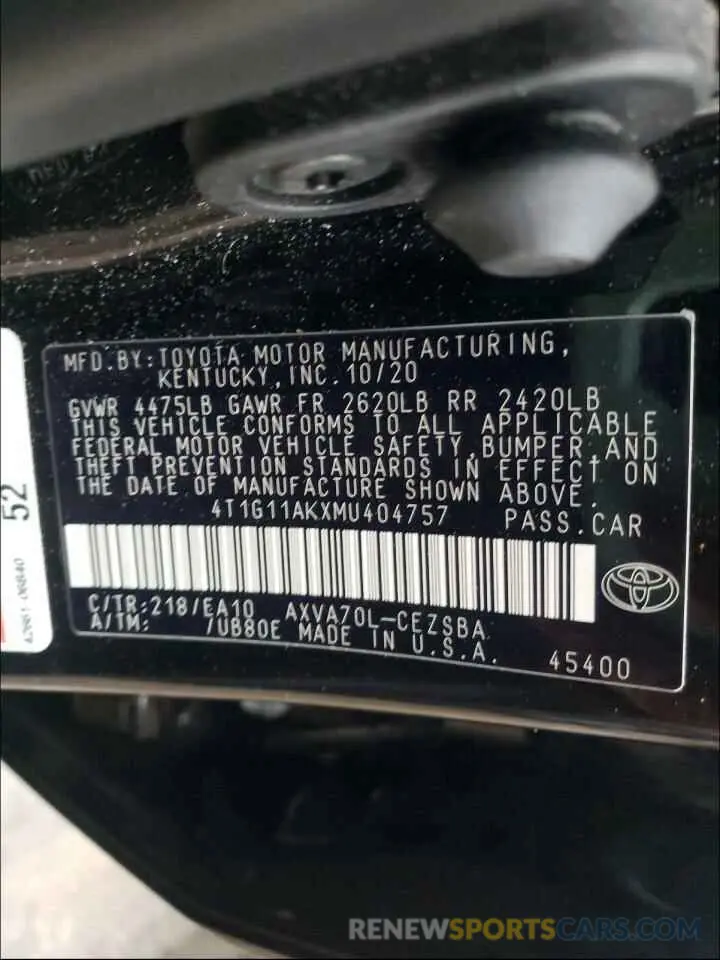 MFD.BY:TOYOTA MOTOR MANUFACTURING,
KENTUCKY,INC.10/20
GVWR 4475LB GAWR FR 2620LB RR 2420LB
THIS VEHICLE CONFORMS TO ALL APPLICABLE
FEDERAL MOTOR VEHICLE SAFETY,BUMPER,AND
THEFT PREVENTION STANDARDS IN EFFECT ON
THE DATE OF MANUFACTURE SHOWN ABOVE.
4T1G11AKXMU404757 PASS.CAR
C/TR:218/EA10 AXVA70L-CEZSBA
A/TM: /UB80E MADE IN U.S.A.
45400
52
RENEWSPORTSCARS.COM